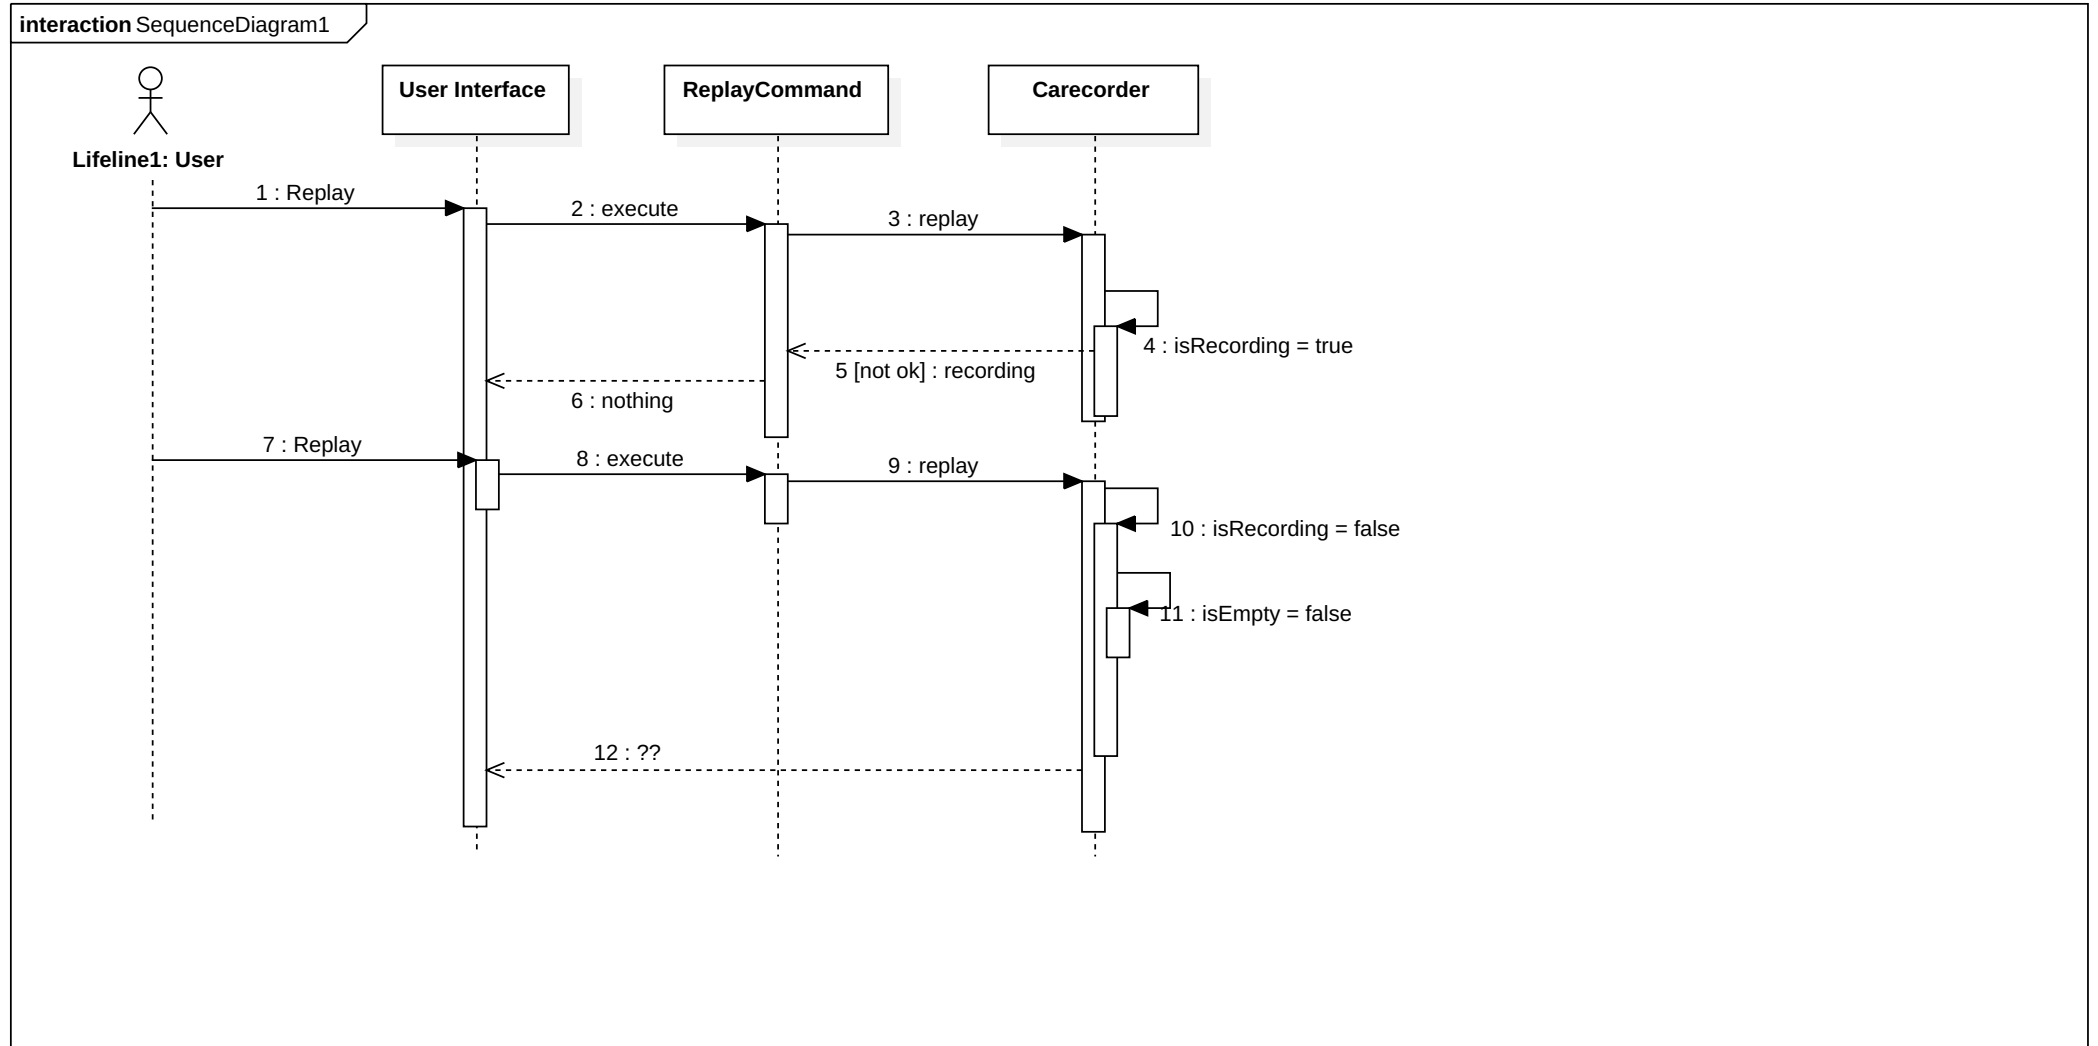 interaction SequenceDiagram1
User Interface
ReplayCommand
Carecorder
Lifeline1: User
1 : Replay
2 : execute
3 : replay
4 : isRecording = true
5 [not ok] : recording
6 : nothing
7 : Replay
8 : execute
9 : replay
10 : isRecording = false
11 : isEmpty = false
12 : ??